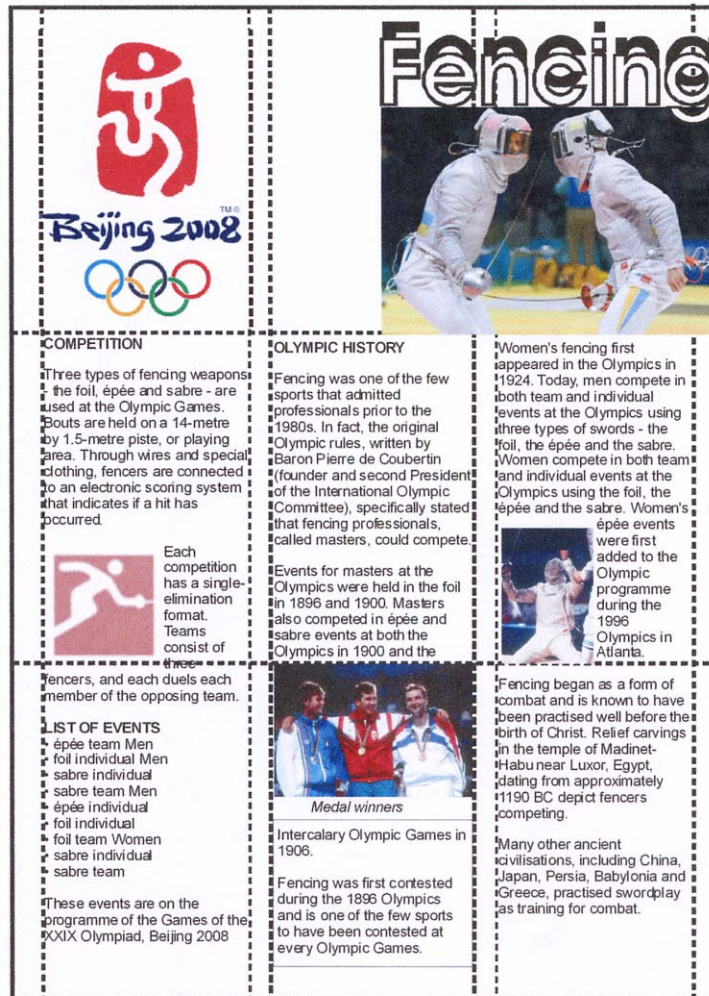 Fencing
TM ®
Beijing 2008
COMPETITION
Three types of fencing weapons
- the foil, épée and sabre - are
used at the Olympic Games.
Bouts are held on a 14-metre
by 1.5-metre piste, or playing
area. Through wires and special
clothing, fencers are connected
to an electronic scoring system
that indicates if a hit has
occurred.
Each
competition
has a single-
elimination
format.
Teams
consist of
three
fencers, and each duels each
member of the opposing team.
LIST OF EVENTS
- épée team Men
- foil individual Men
- sabre individual
- sabre team Men
- épée individual
- foil individual
- foil team Women
- sabre individual
- sabre team
These events are on the
programme of the Games of the
XXIX Olympiad, Beijing 2008
OLYMPIC HISTORY
Fencing was one of the few
sports that admitted
professionals prior to the
1980s. In fact, the original
Olympic rules, written by
Baron Pierre de Coubertin
(founder and second President
of the International Olympic
Committee), specifically stated
that fencing professionals,
called masters, could compete.
Events for masters at the
Olympics were held in the foil
in 1896 and 1900. Masters
also competed in épée and
sabre events at both the
Olympics in 1900 and the
Medal winners
Intercalary Olympic Games in
1906.
Fencing was first contested
during the 1896 Olympics
and is one of the few sports
to have been contested at
every Olympic Games.
Women's fencing first
appeared in the Olympics in
1924. Today, men compete in
both team and individual
events at the Olympics using
three types of swords - the
foil, the épée and the sabre.
Women compete in both team
and individual events at the
Olympics using the foil, the
épée and the sabre. Women's
épée events
were first
added to the
Olympic
programme
during the
1996
Olympics in
Atlanta.
Fencing began as a form of
combat and is known to have
been practised well before the
birth of Christ. Relief carvings
in the temple of Madinet-
Habu near Luxor, Egypt,
dating from approximately
1190 BC depict fencers
competing.
Many other ancient
civilisations, including China,
Japan, Persia, Babylonia and
Greece, practised swordplay
as training for combat.